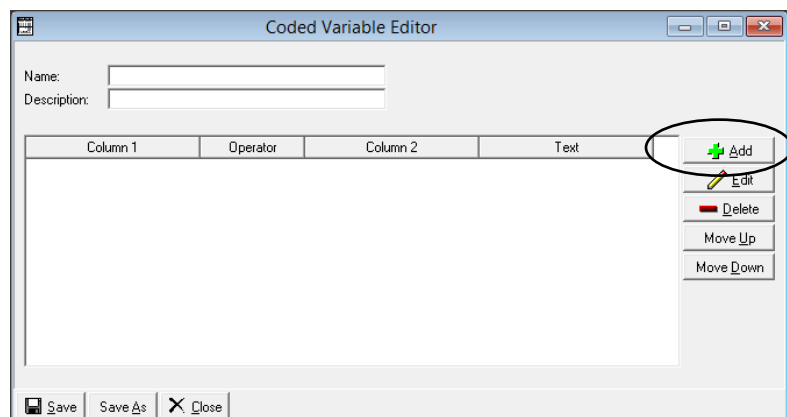 Coded Variable Editor
Name:
Description:
Column 1 Operator Column 2 Text
Add
Edit
Delete
Move Up
Move Down
Save Save As Close